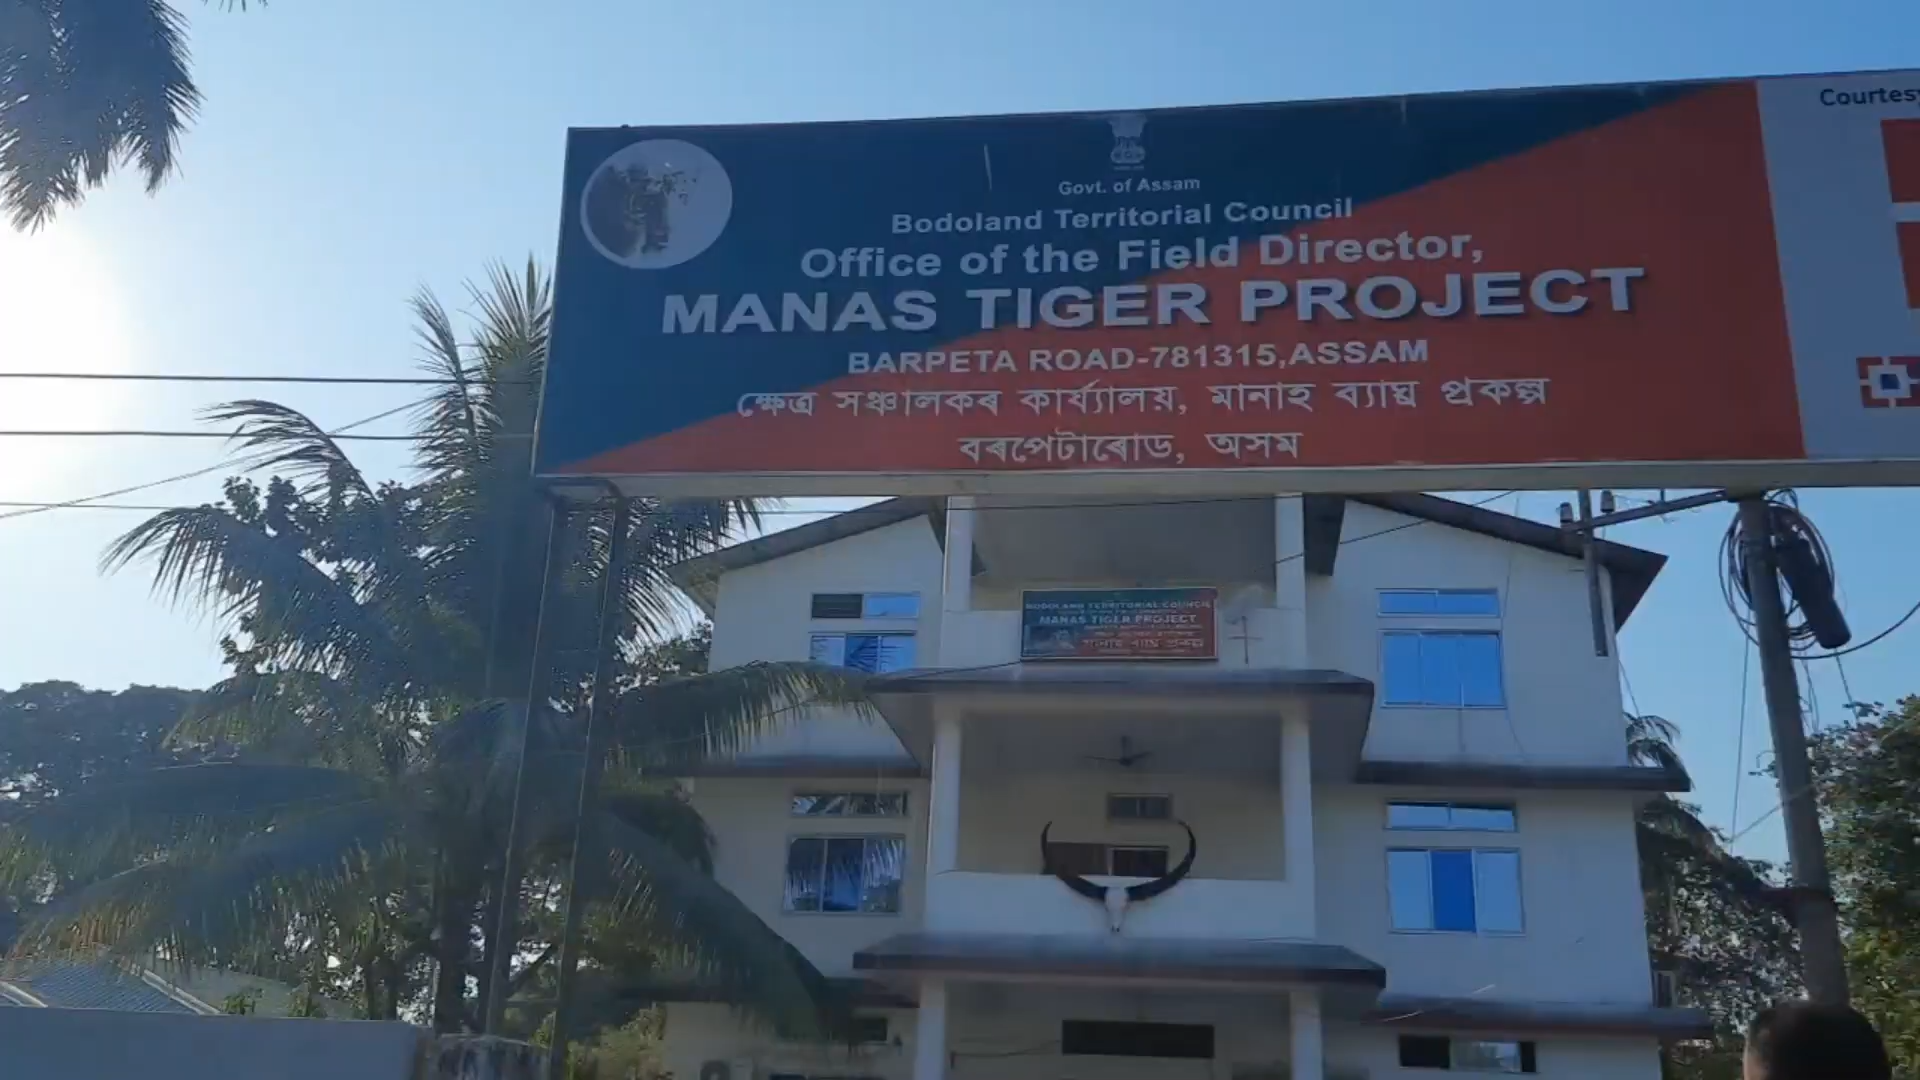 Courtesy
Govt. of Assam
Bodoland Territorial Council
Office of the Field Director,
MANAS TIGER PROJECT
BARPETA ROAD-781315,ASSAM
ক্ষেত্ৰ সঞ্চালকৰ কাৰ্য্যালয়, মানাহ ব্যাঘ্ৰ প্ৰকল্প
বৰপেটাৰোড, অসম
BODOLAND TERRITORIAL COUNCIL
MANAS TIGER PROJECT
মানাহ ব্যাঘ্ৰ প্ৰকল্প